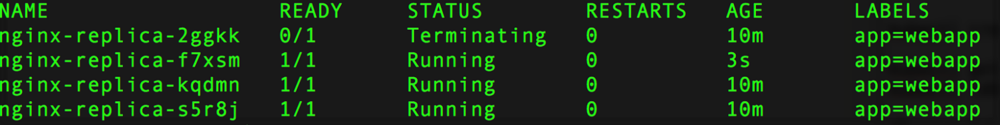 NAME READY STATUS RESTARTS AGE LABELS
nginx-replica-2ggkk 0/1 Terminating 0 10m app=webapp
nginx-replica-f7xsm 1/1 Running 0 3s app=webapp
nginx-replica-kqdmn 1/1 Running 0 10m app=webapp
nginx-replica-s5r8j 1/1 Running 0 10m app=webapp